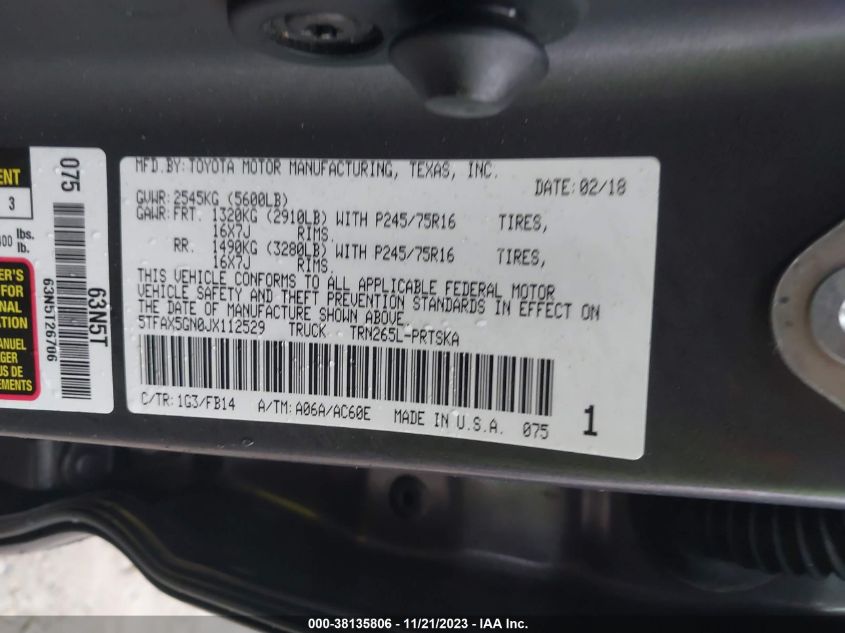 MFD.BY:TOYOTA MOTOR MANUFACTURING, TEXAS, INC.
DATE:02/18
GVWR:2545KG (5600LB)
GAWR:FRT. 1320KG (2910LB) WITH P245/75R16 TIRES,
16X7J RIMS.
RR. 1490KG (3280LB) WITH P245/75R16 TIRES,
16X7J RIMS.
THIS VEHICLE CONFORMS TO ALL APPLICABLE FEDERAL MOTOR
VEHICLE SAFETY AND THEFT PREVENTION STANDARDS IN EFFECT ON
THE DATE OF MANUFACTURE SHOWN ABOVE.
5TFAX5GN0JX112529 TRUCK TRN265L-PRTSKA
C/TR:1G3/FB14 A/TM:A06A/AC60E MADE IN U.S.A. 075
1
075
63N5T
63N5T26706
3
lbs.
lb.
FOR
MANUEL
000-38135806 - 11/21/2023 - IAA Inc.